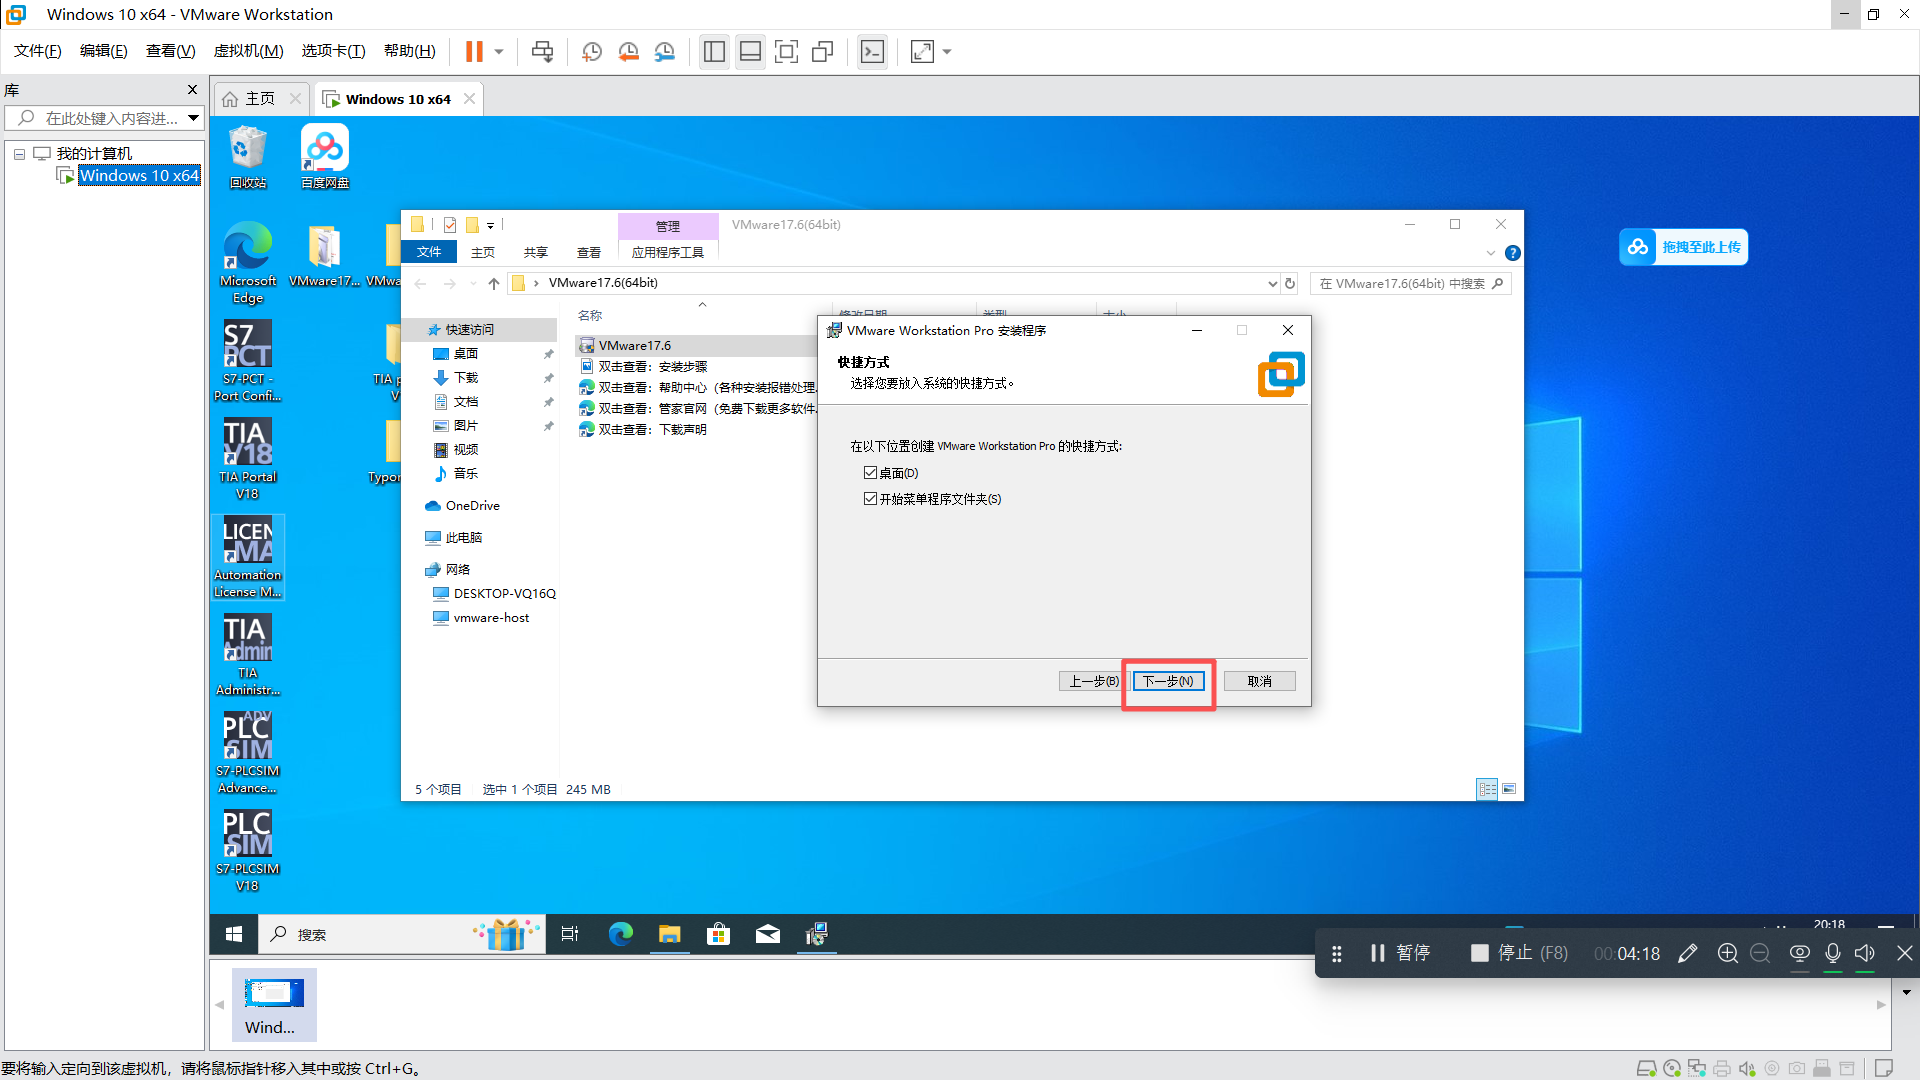 Windows 10 x64 - VMware Workstation
文件(F) 编辑(E) 查看(V) 虚拟机(M) 选项卡(T) 帮助(H)
库
在此处键入内容进...
我的计算机
Windows 10 x64
主页
Windows 10 x64
回收站
百度网盘
Microsoft Edge
VMware17...
VMwa
S7-PCT - Port Confi...
TIA p
V
TIA Portal V18
Typor
Automation License M...
TIA Administr...
S7-PLCSIM Advance...
S7-PLCSIM V18
拖拽至此上传
管理
VMware17.6(64bit)
文件 主页 共享 查看 应用程序工具
VMware17.6(64bit)
在 VMware17.6(64bit) 中搜索
快速访问
桌面
下载
文档
图片
视频
音乐
OneDrive
此电脑
网络
DESKTOP-VQ16Q
vmware-host
名称
VMware17.6
双击查看：安装步骤
双击查看：帮助中心（各种安装报错处理.
双击查看：管家官网（免费下载更多软件.
双击查看：下载声明
5 个项目 选中 1 个项目 245 MB
VMware Workstation Pro 安装程序
快捷方式
选择您要放入系统的快捷方式。
在以下位置创建 VMware Workstation Pro 的快捷方式:
桌面(D)
开始菜单程序文件夹(S)
上一步(B) 下一步(N) 取消
搜索
20:18
暂停 停止 (F8) 00:04:18
Wind...
要将输入定向到该虚拟机，请将鼠标指针移入其中或按 Ctrl+G。